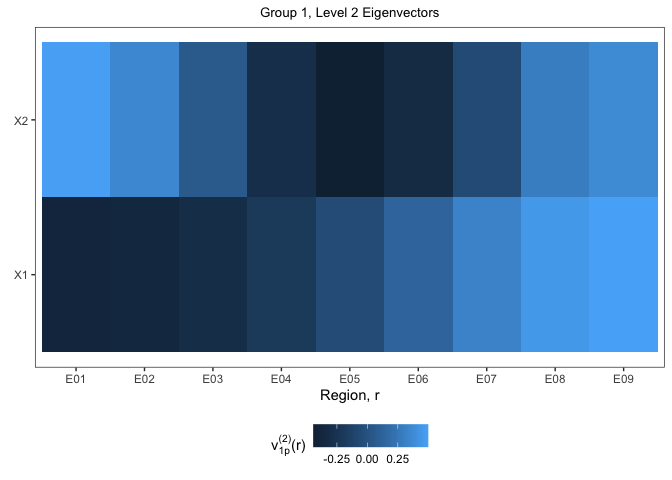 Group 1, Level 2 Eigenvectors
X2
X1
E01 E02 E03 E04 E05 E06 E07 E08 E09
Region, r
v₁ₚ⁽²⁾(r)
-0.25 0.00 0.25